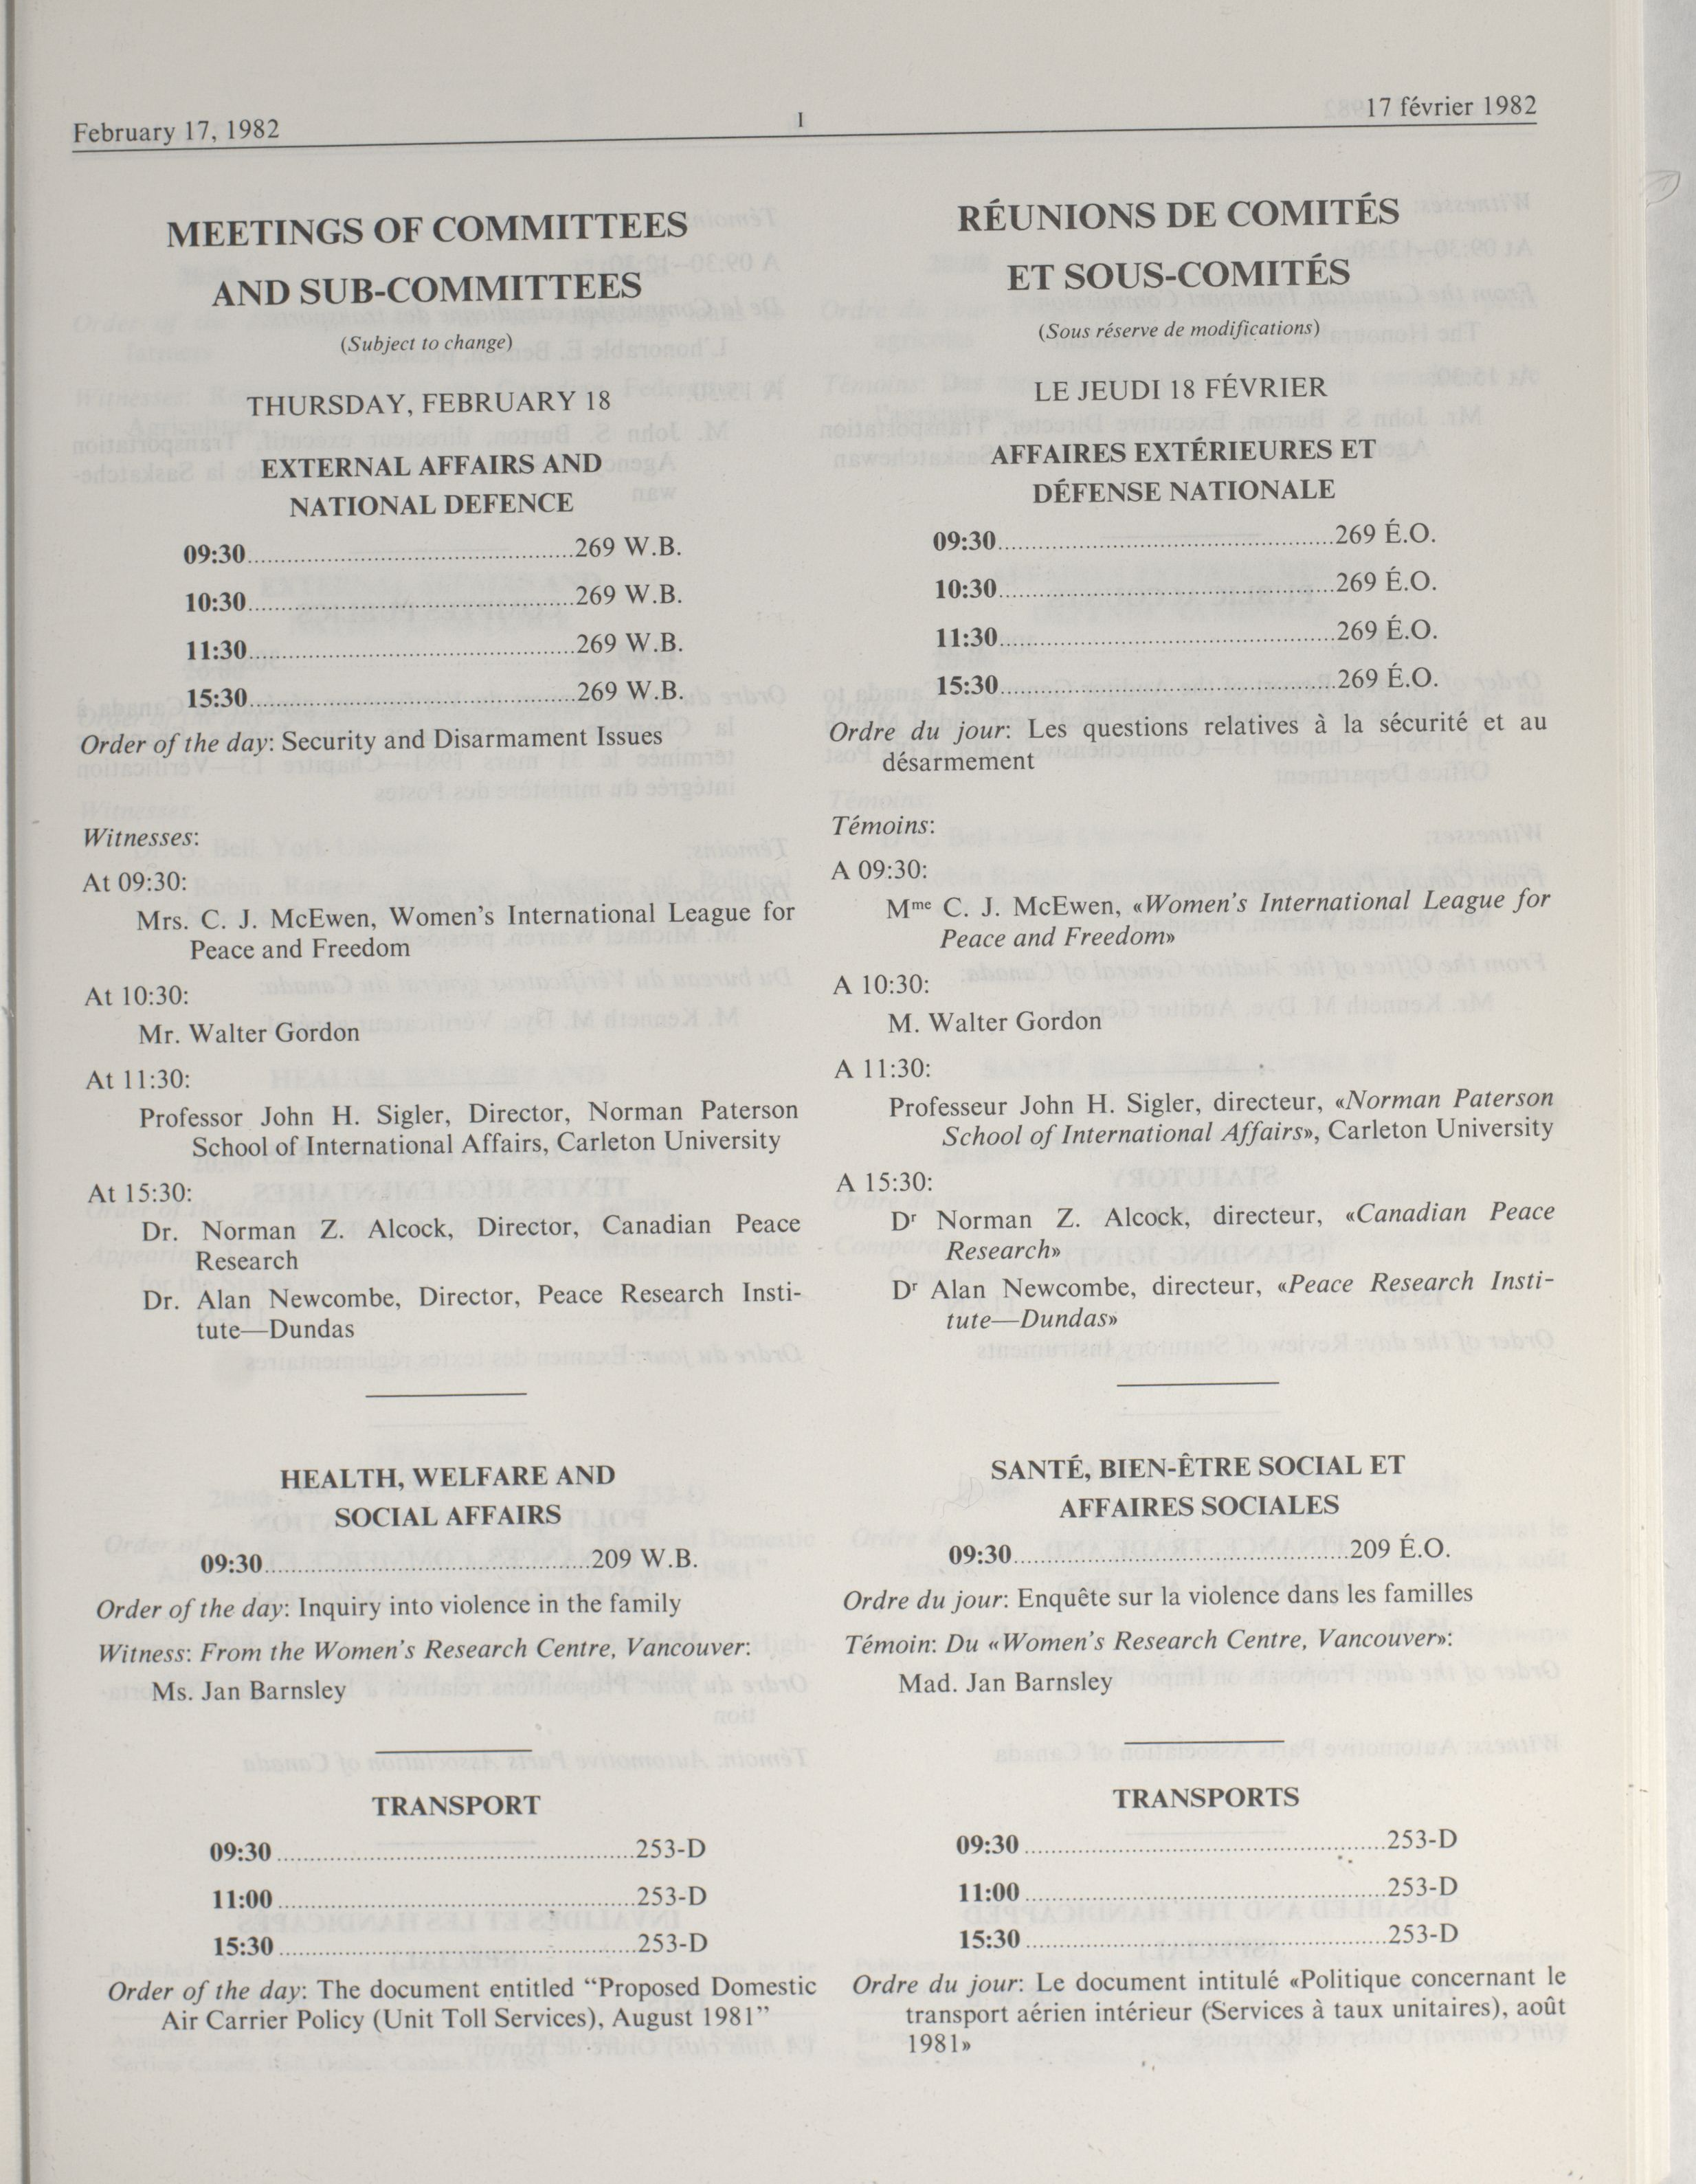 February 17, 1982
I
17 février 1982
MEETINGS OF COMMITTEES
AND SUB-COMMITTEES
(Subject to change)
THURSDAY, FEBRUARY 18
EXTERNAL AFFAIRS AND
NATIONAL DEFENCE
09:30.................................................269 W.B.
10:30.................................................269 W.B.
11:30.................................................269 W.B.
15:30.................................................269 W.B.
Order of the day: Security and Disarmament Issues
Witnesses:
At 09:30:
Mrs. C. J. McEwen, Women's International League for
Peace and Freedom
At 10:30:
Mr. Walter Gordon
At 11:30:
Professor John H. Sigler, Director, Norman Paterson
School of International Affairs, Carleton University
At 15:30:
Dr. Norman Z. Alcock, Director, Canadian Peace
Research
Dr. Alan Newcombe, Director, Peace Research Insti-
tute—Dundas
HEALTH, WELFARE AND
SOCIAL AFFAIRS
09:30.................................................209 W.B.
Order of the day: Inquiry into violence in the family
Witness: From the Women's Research Centre, Vancouver:
Ms. Jan Barnsley
TRANSPORT
09:30.....................................................253-D
11:00.....................................................253-D
15:30.....................................................253-D
Order of the day: The document entitled "Proposed Domestic
Air Carrier Policy (Unit Toll Services), August 1981"
RÉUNIONS DE COMITÉS
ET SOUS-COMITÉS
(Sous réserve de modifications)
LE JEUDI 18 FÉVRIER
AFFAIRES EXTÉRIEURES ET
DÉFENSE NATIONALE
09:30..................................................269 É.O.
10:30..................................................269 É.O.
11:30..................................................269 É.O.
15:30..................................................269 É.O.
Ordre du jour: Les questions relatives à la sécurité et au
désarmement
Témoins:
A 09:30:
Mme C. J. McEwen, «Women's International League for
Peace and Freedom»
A 10:30:
M. Walter Gordon
A 11:30:
Professeur John H. Sigler, directeur, «Norman Paterson
School of International Affairs», Carleton University
A 15:30:
Dr Norman Z. Alcock, directeur, «Canadian Peace
Research»
Dr Alan Newcombe, directeur, «Peace Research Insti-
tute—Dundas»
SANTÉ, BIEN-ÊTRE SOCIAL ET
AFFAIRES SOCIALES
09:30..................................................209 É.O.
Ordre du jour: Enquête sur la violence dans les familles
Témoin: Du «Women's Research Centre, Vancouver»:
Mad. Jan Barnsley
TRANSPORTS
09:30......................................................253-D
11:00......................................................253-D
15:30......................................................253-D
Ordre du jour: Le document intitulé «Politique concernant le
transport aérien intérieur (Services à taux unitaires), août
1981»